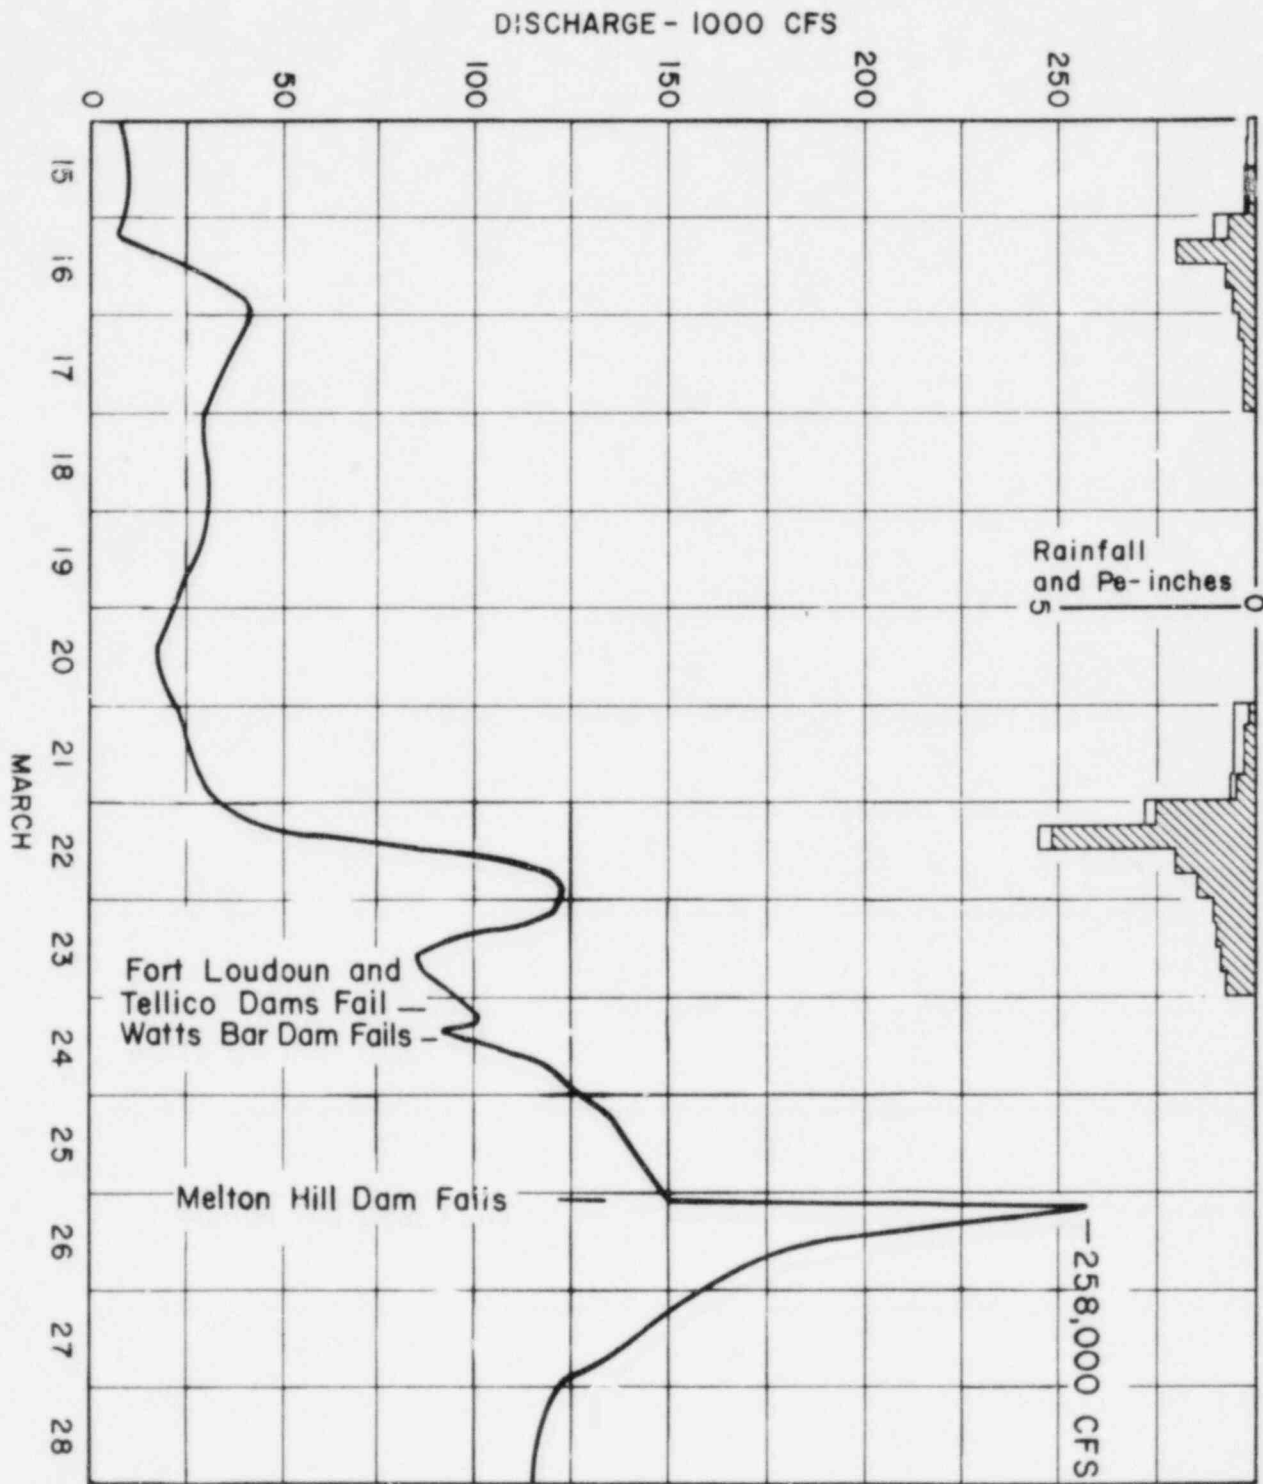 DISCHARGE - 1000 CFS
0
50
100
150
200
250
15
16
17
18
19
20
21
22
23
24
25
26
27
28
MARCH
Rainfall
and Pe-inches
5
0
Fort Loudoun and
Tellico Dams Fail
Watts Bar Dam Fails
Melton Hill Dam Fails
258,000 CFS